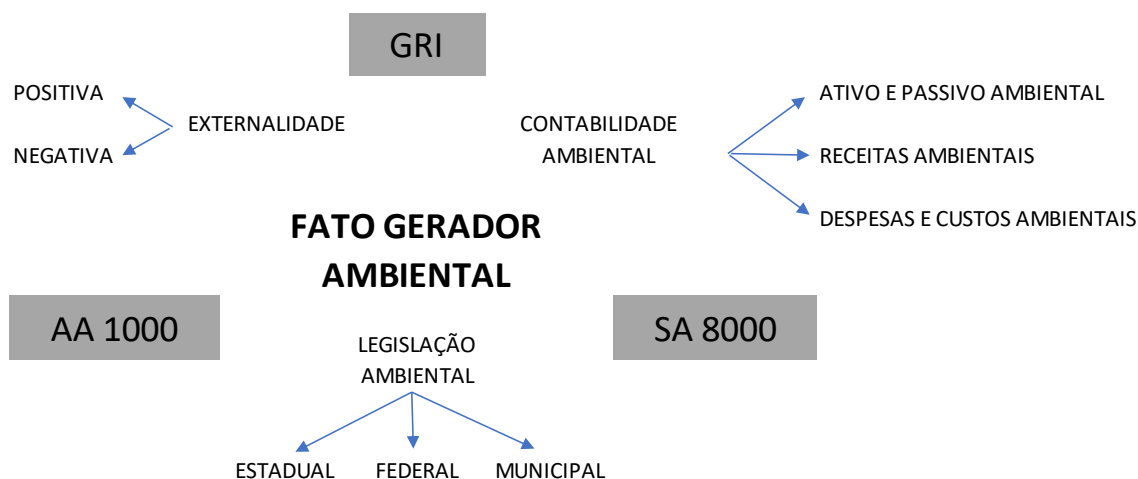 GRI
POSITIVA
NEGATIVA
EXTERNALIDADE
CONTABILIDADE
AMBIENTAL
ATIVO E PASSIVO AMBIENTAL
RECEITAS AMBIENTAIS
DESPESAS E CUSTOS AMBIENTAIS
FATO GERADOR
AMBIENTAL
AA 1000
SA 8000
LEGISLAÇÃO
AMBIENTAL
ESTADUAL
FEDERAL
MUNICIPAL